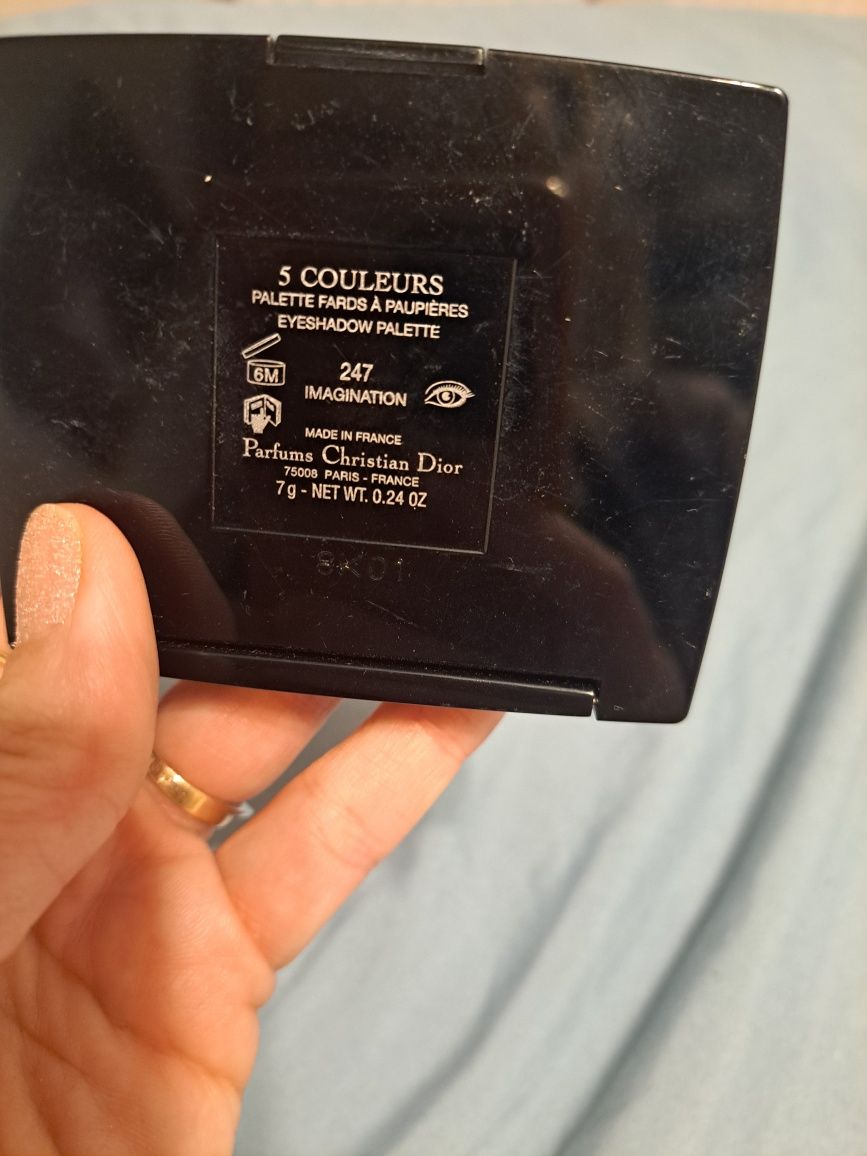 5 COULEURS
PALETTE FARDS À PAUPIÈRES
EYESHADOW PALETTE
6M
247
IMAGINATION
MADE IN FRANCE
Parfums Christian Dior
75008 PARIS - FRANCE
7 g - NET WT. 0.24 OZ